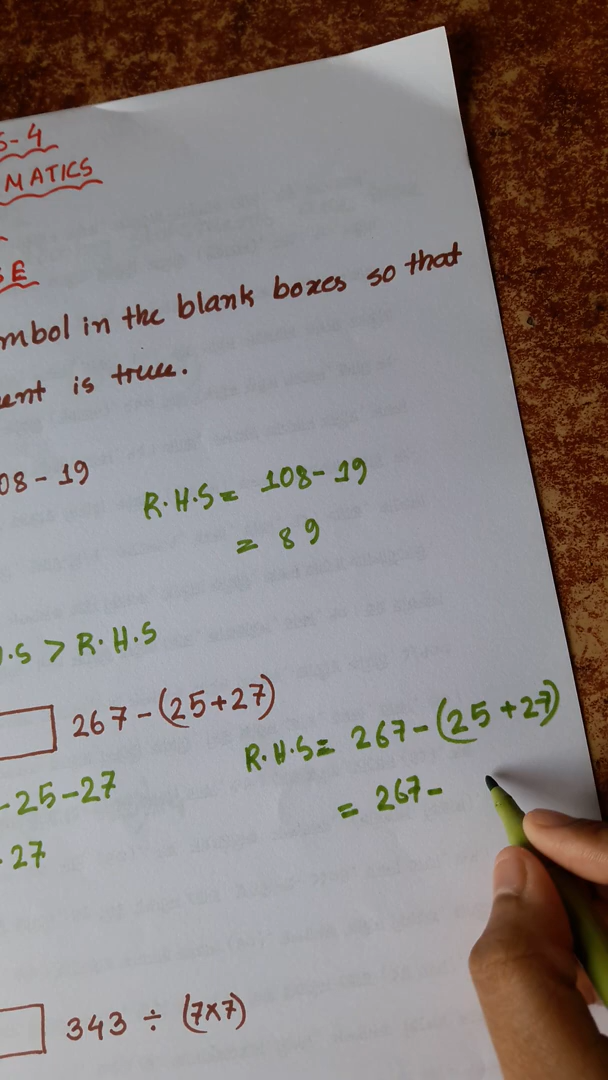 S-4
MATICS
SE
mbol in the blank boxes so that
ent is true.
08-19
R.H.S = 108-19
= 89
.S > R.H.S
267-(25+27)
R.H.S = 267-(25+27)
-25-27
= 267-
27
343 ÷ (7×7)